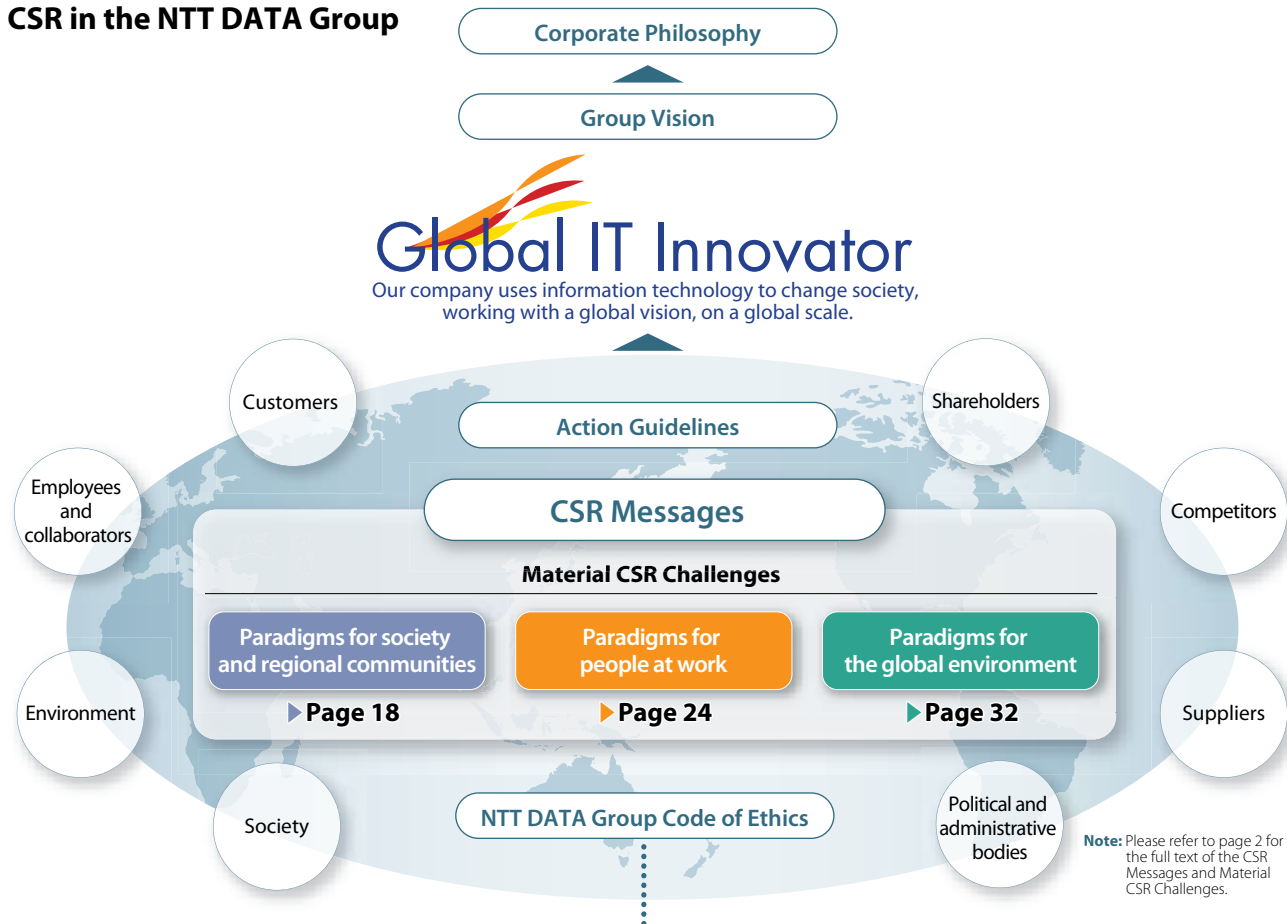 CSR in the NTT DATA Group
Corporate Philosophy
Group Vision
Global IT Innovator
Our company uses information technology to change society,
working with a global vision, on a global scale.
Customers
Shareholders
Action Guidelines
Employees
and
collaborators
CSR Messages
Competitors
Material CSR Challenges
Paradigms for society
and regional communities
Paradigms for
people at work
Paradigms for
the global environment
Page 18
Page 24
Page 32
Environment
Suppliers
Society
NTT DATA Group Code of Ethics
Political and
administrative
bodies
Note: Please refer to page 2 for
the full text of the CSR
Messages and Material
CSR Challenges.